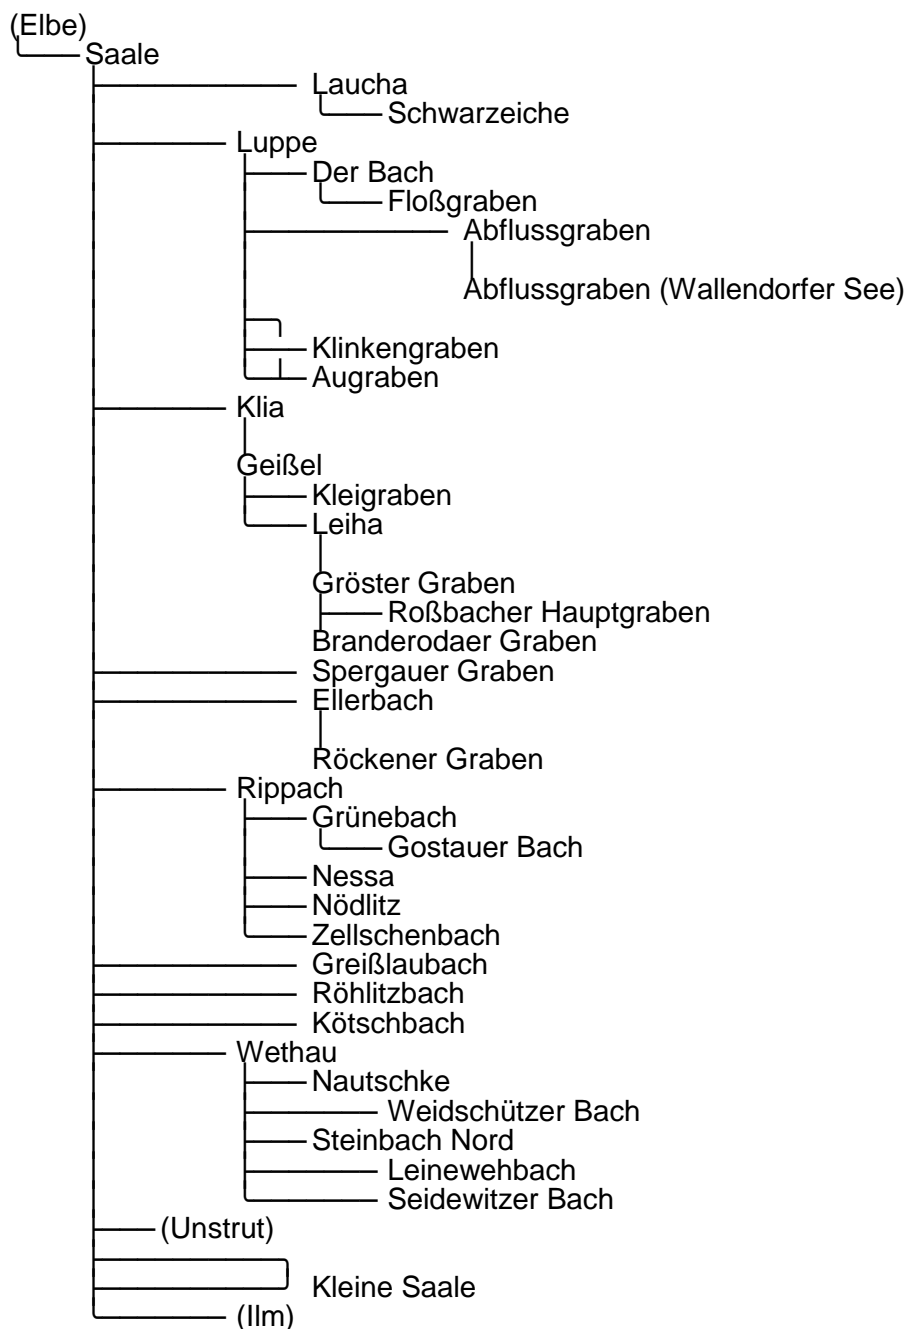 (Elbe)
Saale
Laucha
Schwarzeiche
Luppe
Der Bach
Floßgraben
Abflussgraben
Abflussgraben (Wallendorfer See)
Klinkengraben
Augraben
Klia
Geißel
Kleigraben
Leiha
Gröster Graben
Roßbacher Hauptgraben
Branderodaer Graben
Spergauer Graben
Ellerbach
Röckener Graben
Rippach
Grünebach
Gostauer Bach
Nessa
Nödlitz
Zellschenbach
Greißlaubach
Röhlitzbach
Kötschbach
Wethau
Nautschke
Weidschützer Bach
Steinbach Nord
Leinewehbach
Seidewitzer Bach
(Unstrut)
Kleine Saale
(Ilm)